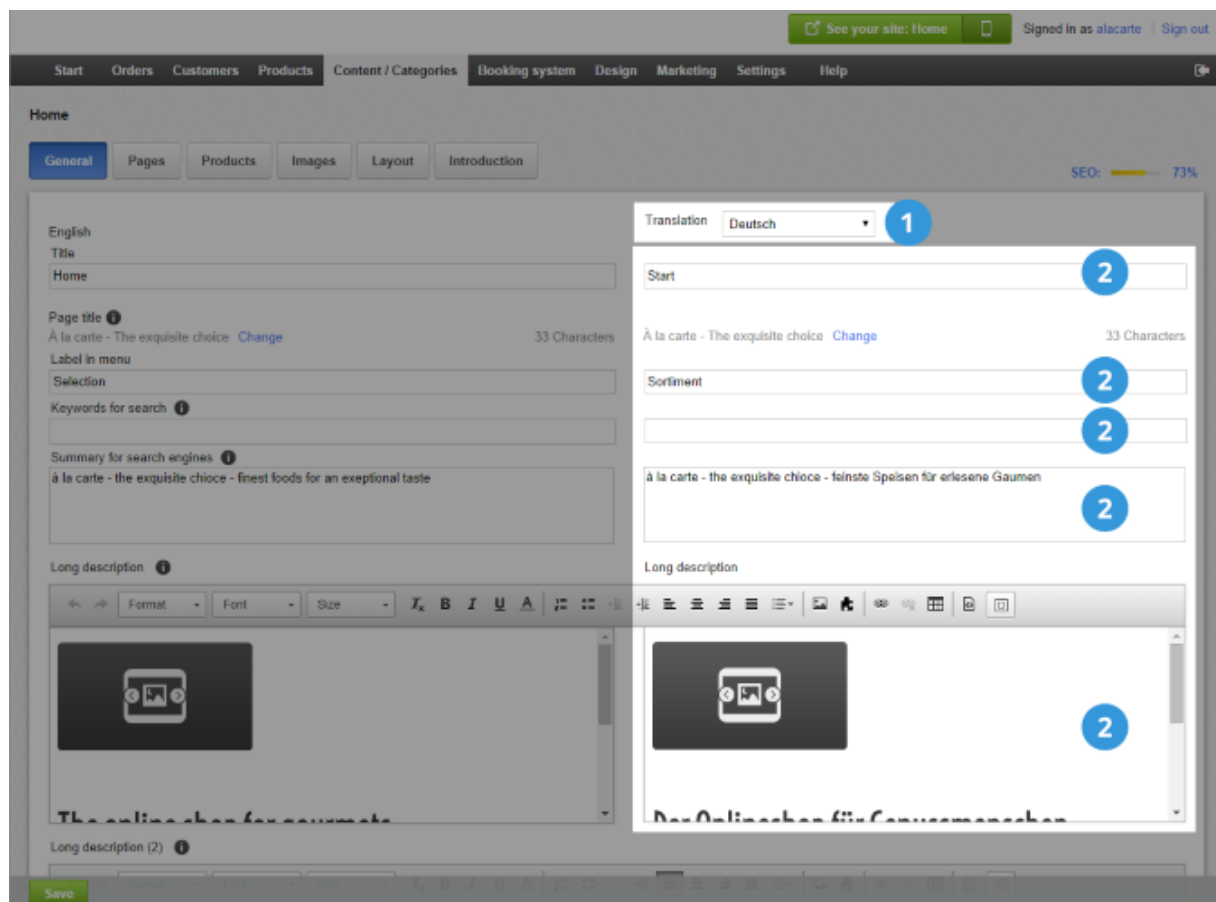 See your site: Home Signed in as alacarte Sign out
Start Orders Customers Products Content / Categories Booking system Design Marketing Settings Help
Home
General Pages Products Images Layout Introduction
SEO: 73%
Translation Deutsch 1
English
Title
Home Start 2
Page title
À la carte - The exquisite choice Change 33 Characters À la carte - The exquisite choice Change 33 Characters
Label in menu
Selection Sortiment 2
Keywords for search
2
Summary for search engines
à la carte - the exquisite chioce - finest foods for an exeptional taste à la carte - the exquisite chioce - feinste Speisen für erlesene Gaumen
2
Long description Long description
Format Font Size
2
The online shop for gourmets Der Onlineshop für Genussmenschen
Long description (2)
Format Font Size
Save